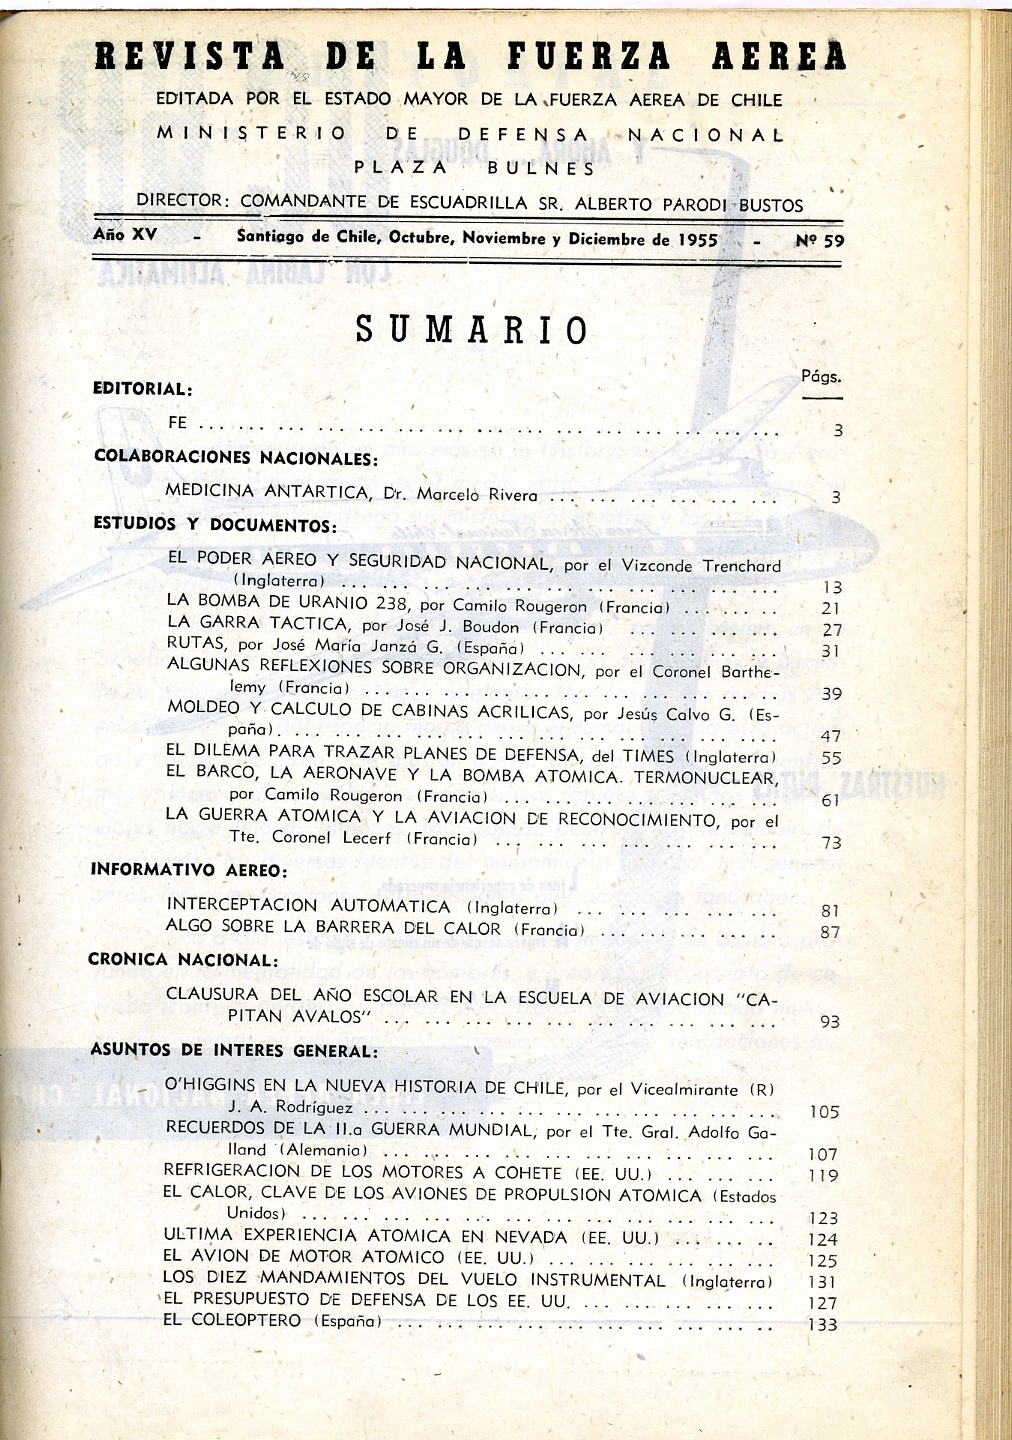 REVISTA DE LA FUERZA AEREA
EDITADA POR EL ESTADO MAYOR DE LA FUERZA AEREA DE CHILE
MINISTERIO DE DEFENSA NACIONAL
PLAZA BULNES
DIRECTOR: COMANDANTE DE ESCUADRILLA SR. ALBERTO PARODI BUSTOS
Año XV - Santiago de Chile, Octubre, Noviembre y Diciembre de 1955 - Nº 59
SUMARIO
Págs.
EDITORIAL:
FE ... ... ... ... ... ... ... ... ... ... ... ... ... ... ... ... ... ... ... ... ... ... 3
COLABORACIONES NACIONALES:
MEDICINA ANTARTICA, Dr. Marcelo Rivera ... ... ... ... ... ... ... ... ... 3
ESTUDIOS Y DOCUMENTOS:
EL PODER AEREO Y SEGURIDAD NACIONAL, por el Vizconde Trenchard
(Inglaterra) ... ... ... ... ... ... ... ... ... ... ... ... ... ... ... ... 13
LA BOMBA DE URANIO 238, por Camilo Rougeron (Francia) ... ... .. 21
LA GARRA TACTICA, por José J. Boudon (Francia) ... ... ... ... ... 27
RUTAS, por José María Janzá G. (España) ... ... ... ... ... ... ... ... ... 31
ALGUNAS REFLEXIONES SOBRE ORGANIZACION, por el Coronel Barthe-
lemy (Francia) ... ... ... ... ... ... ... ... ... ... ... ... ... ... ... 39
MOLDEO Y CALCULO DE CABINAS ACRILICAS, por Jesús Calvo G. (Es-
paña). ... ... ... ... ... ... ... ... ... ... ... ... ... ... ... ... ... ... 47
EL DILEMA PARA TRAZAR PLANES DE DEFENSA, del TIMES (Inglaterra) 55
EL BARCO, LA AERONAVE Y LA BOMBA ATOMICA. TERMONUCLEAR,
por Camilo Rougeron (Francia) ... ... ... ... ... ... ... ... ... ... 61
LA GUERRA ATOMICA Y LA AVIACION DE RECONOCIMIENTO, por el
Tte. Coronel Lecerf (Francia) ... ... ... ... ... ... ... ... ... ... 73
INFORMATIVO AEREO:
INTERCEPTACION AUTOMATICA (Inglaterra) ... ... ... ... ... ... ... 81
ALGO SOBRE LA BARRERA DEL CALOR (Francia) ... ... ... ... ... ... ... 87
CRONICA NACIONAL:
CLAUSURA DEL AÑO ESCOLAR EN LA ESCUELA DE AVIACION "CA-
PITAN AVALOS" ... ... ... ... ... ... ... ... ... ... ... ... ... ... 93
ASUNTOS DE INTERES GENERAL:
O'HIGGINS EN LA NUEVA HISTORIA DE CHILE, por el Vicealmirante (R)
J. A. Rodríguez ... ... ... ... ... ... ... ... ... ... ... ... ... ... ... 105
RECUERDOS DE LA II.a GUERRA MUNDIAL, por el Tte. Gral. Adolfo Ga-
lland (Alemania) ... ... ... ... ... ... ... ... ... ... ... ... ... ... 107
REFRIGERACION DE LOS MOTORES A COHETE (EE. UU.) ... ... ... ... 119
EL CALOR, CLAVE DE LOS AVIONES DE PROPULSION ATOMICA (Estados
Unidos) ... ... ... ... ... ... ... ... ... ... ... ... ... ... ... ... ... 123
ULTIMA EXPERIENCIA ATOMICA EN NEVADA (EE. UU.) ... ... ... .. 124
EL AVION DE MOTOR ATOMICO (EE. UU.) ... ... ... ... ... ... ... ... 125
LOS DIEZ MANDAMIENTOS DEL VUELO INSTRUMENTAL (Inglaterra) 131
EL PRESUPUESTO DE DEFENSA DE LOS EE. UU. ... ... ... ... ... ... ... 127
EL COLEOPTERO (España) ... ... ... ... ... ... ... ... ... ... ... ... ... .. 133